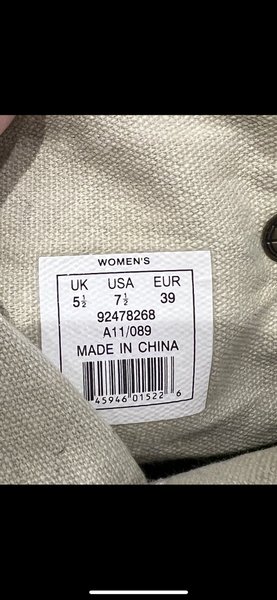 WOMEN'S
UK USA EUR
5½ 7½ 39
92478268
A11/089
MADE IN CHINA
45946 01522 6